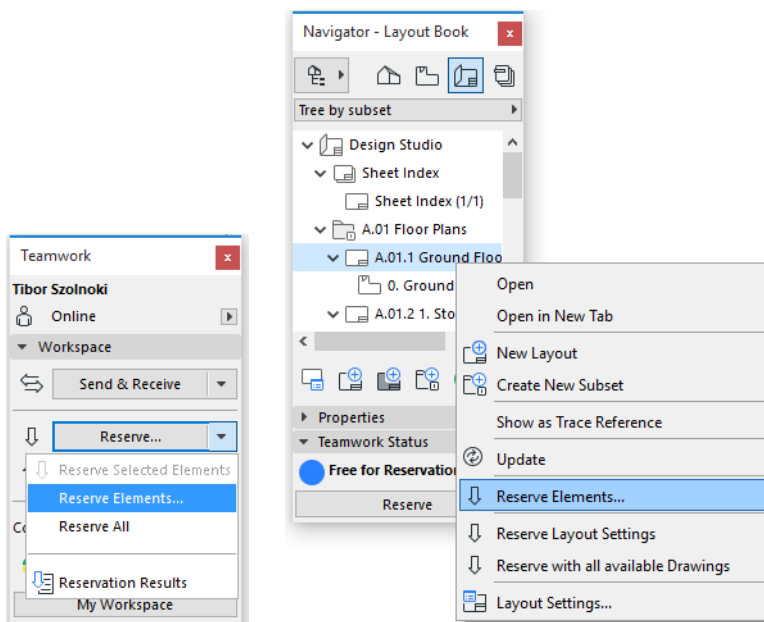 Teamwork
Tibor Szolnoki
Online
Workspace
Send & Receive
Reserve...
Reserve Selected Elements
Reserve Elements...
Reserve All
Reservation Results
My Workspace
Navigator - Layout Book
Tree by subset
Design Studio
Sheet Index
Sheet Index (1/1)
A.01 Floor Plans
A.01.1 Ground Floo
0. Ground
A.01.2 1. Sto
Properties
Teamwork Status
Free for Reservatio
Reserve
Open
Open in New Tab
New Layout
Create New Subset
Show as Trace Reference
Update
Reserve Elements...
Reserve Layout Settings
Reserve with all available Drawings
Layout Settings...